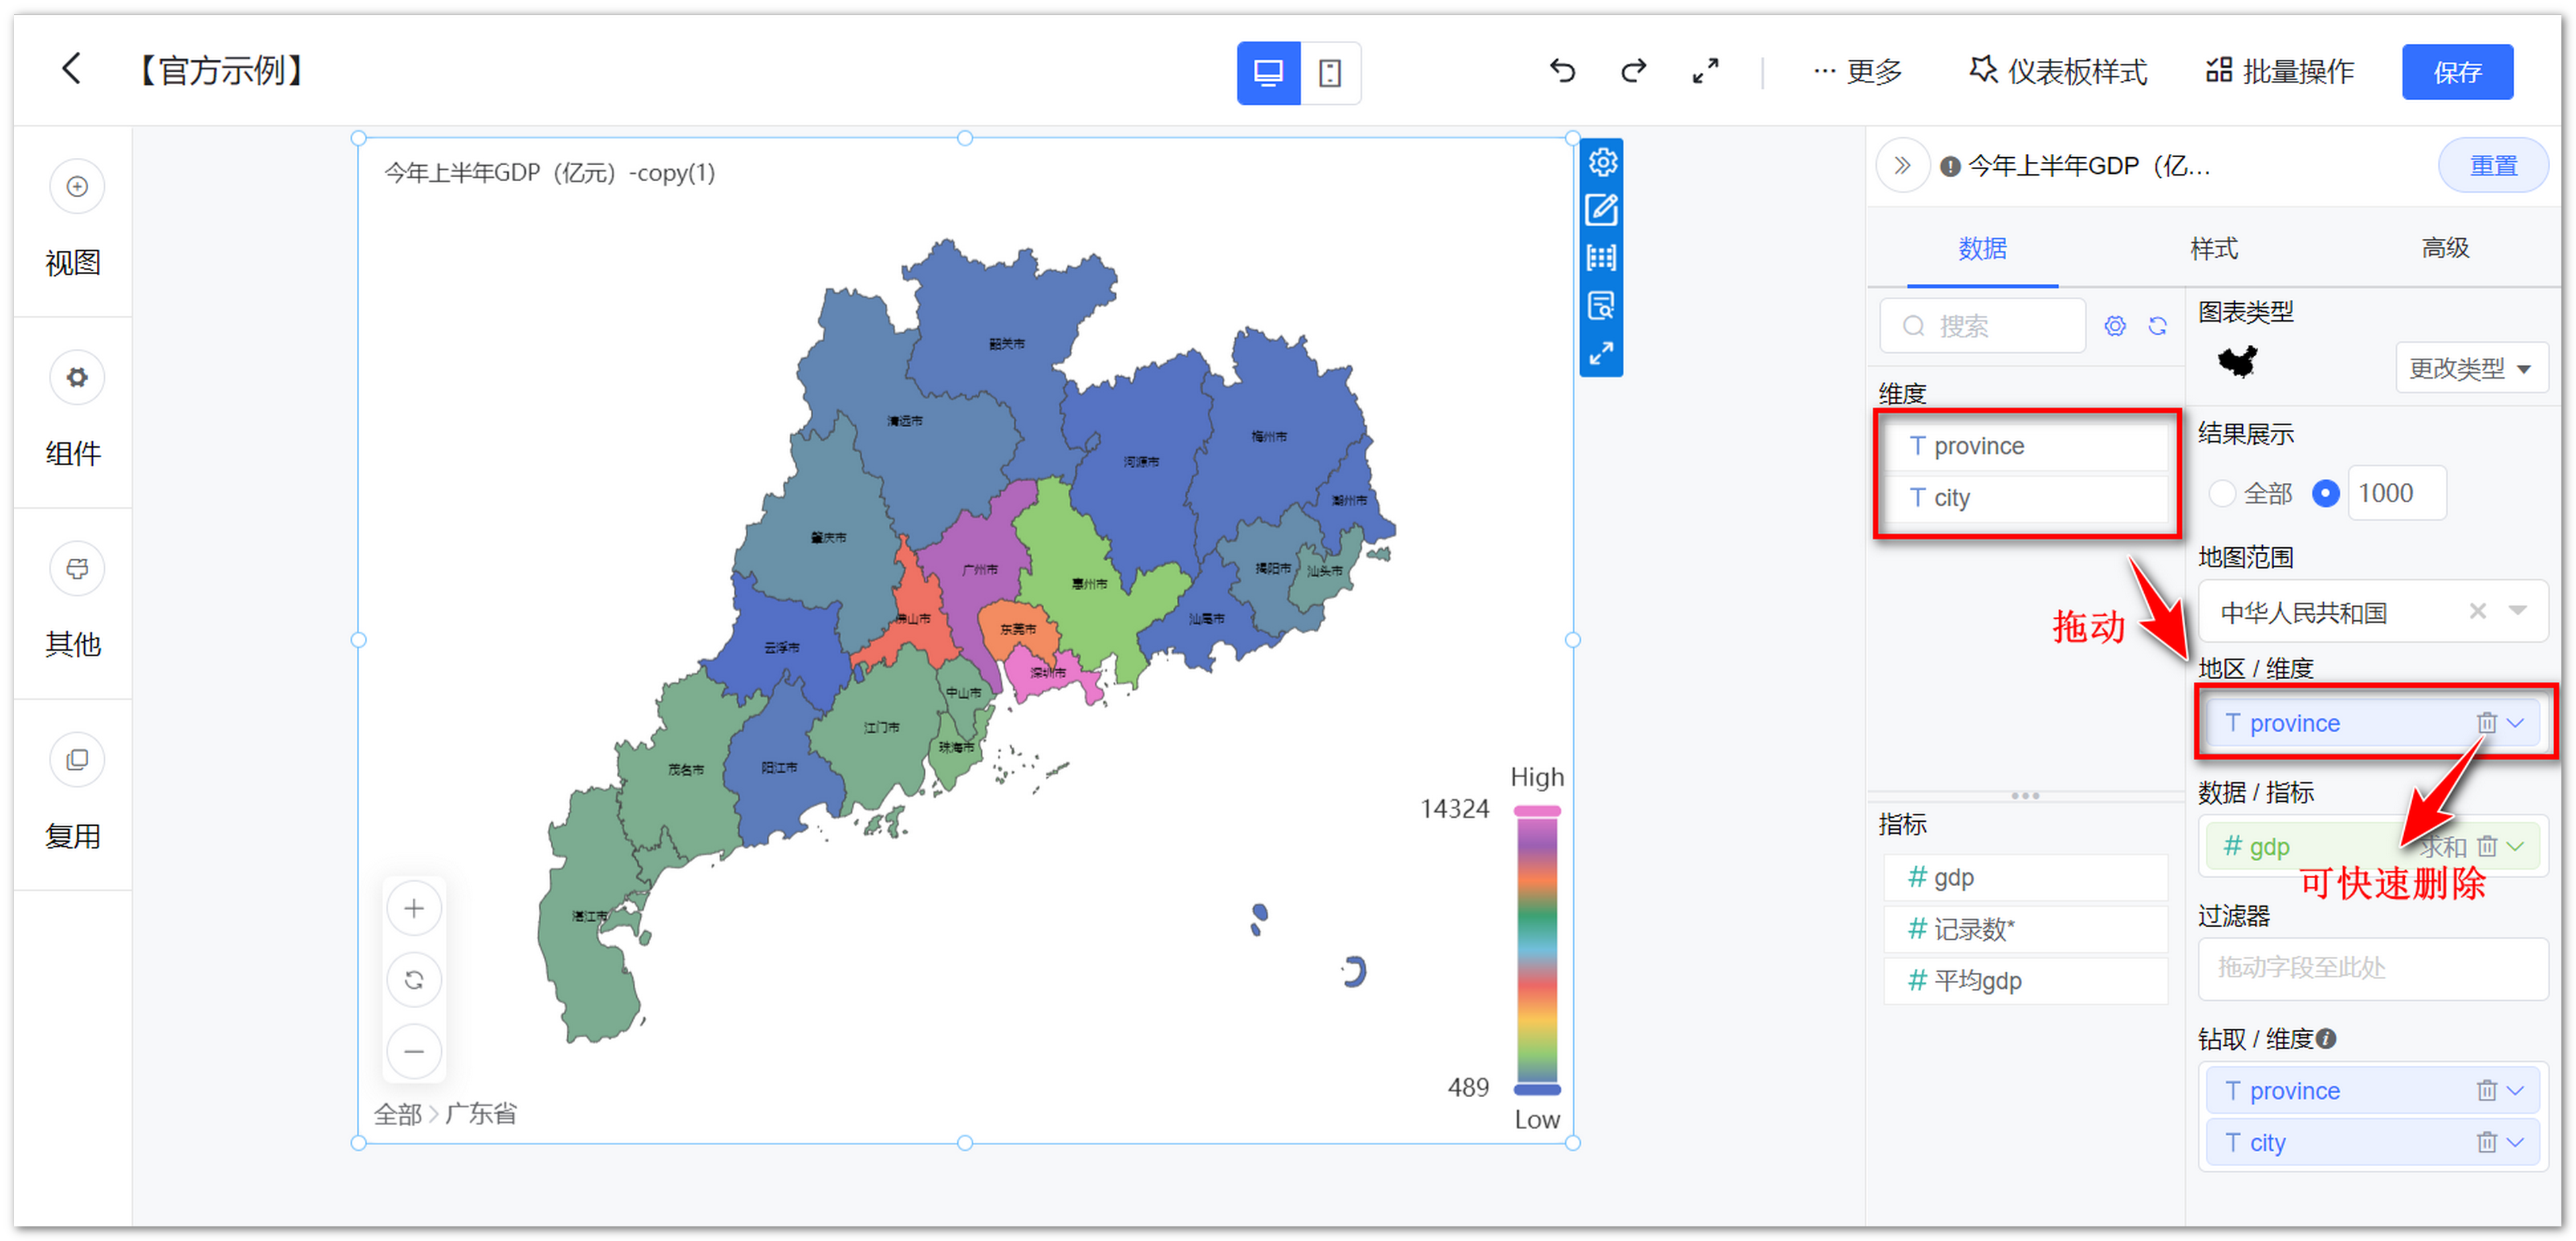 【官方示例】
··· 更多
仪表板样式
批量操作
保存
视图
组件
其他
复用
今年上半年GDP（亿元）-copy(1)
韶关市
清远市
梅州市
河源市
潮州市
肇庆市
广州市
惠州市
揭阳市
汕头市
佛山市
东莞市
汕尾市
云浮市
深圳市
中山市
江门市
珠海市
茂名市
阳江市
湛江市
High
14324
489
Low
全部 > 广东省
今年上半年GDP（亿...
重置
数据
样式
高级
搜索
维度
T province
T city
拖动
指标
# gdp
# 记录数*
# 平均gdp
图表类型
更改类型
结果展示
全部
1000
地图范围
中华人民共和国
地区 / 维度
T province
数据 / 指标
# gdp
求和
可快速删除
过滤器
拖动字段至此处
钻取 / 维度
T province
T city